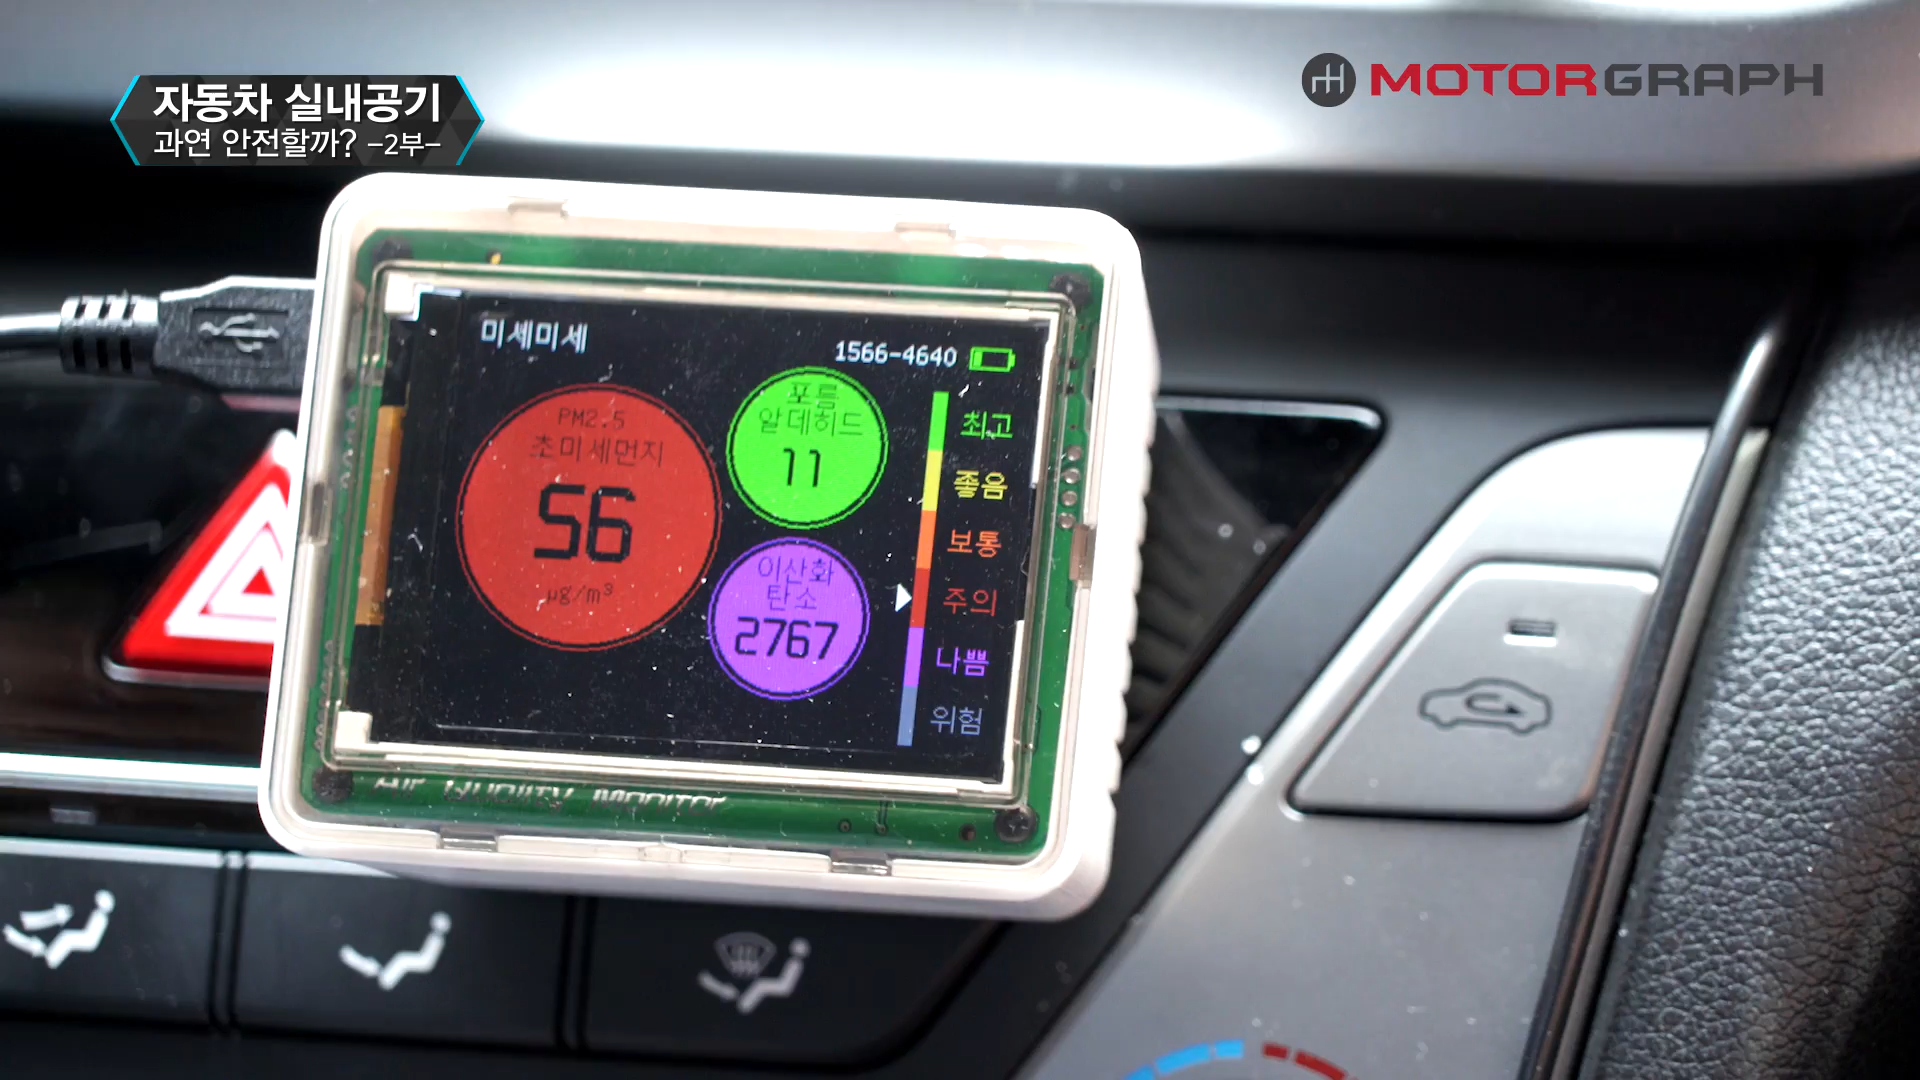 자동차 실내공기
과연 안전할까? -2부-
MOTORGRAPH
미세미세
1566-4640
PM2.5
초미세먼지
56
μg/m³
포름
알데히드
11
이산화
탄소
2767
최고
좋음
보통
주의
나쁨
위험
Air Quality Monitor